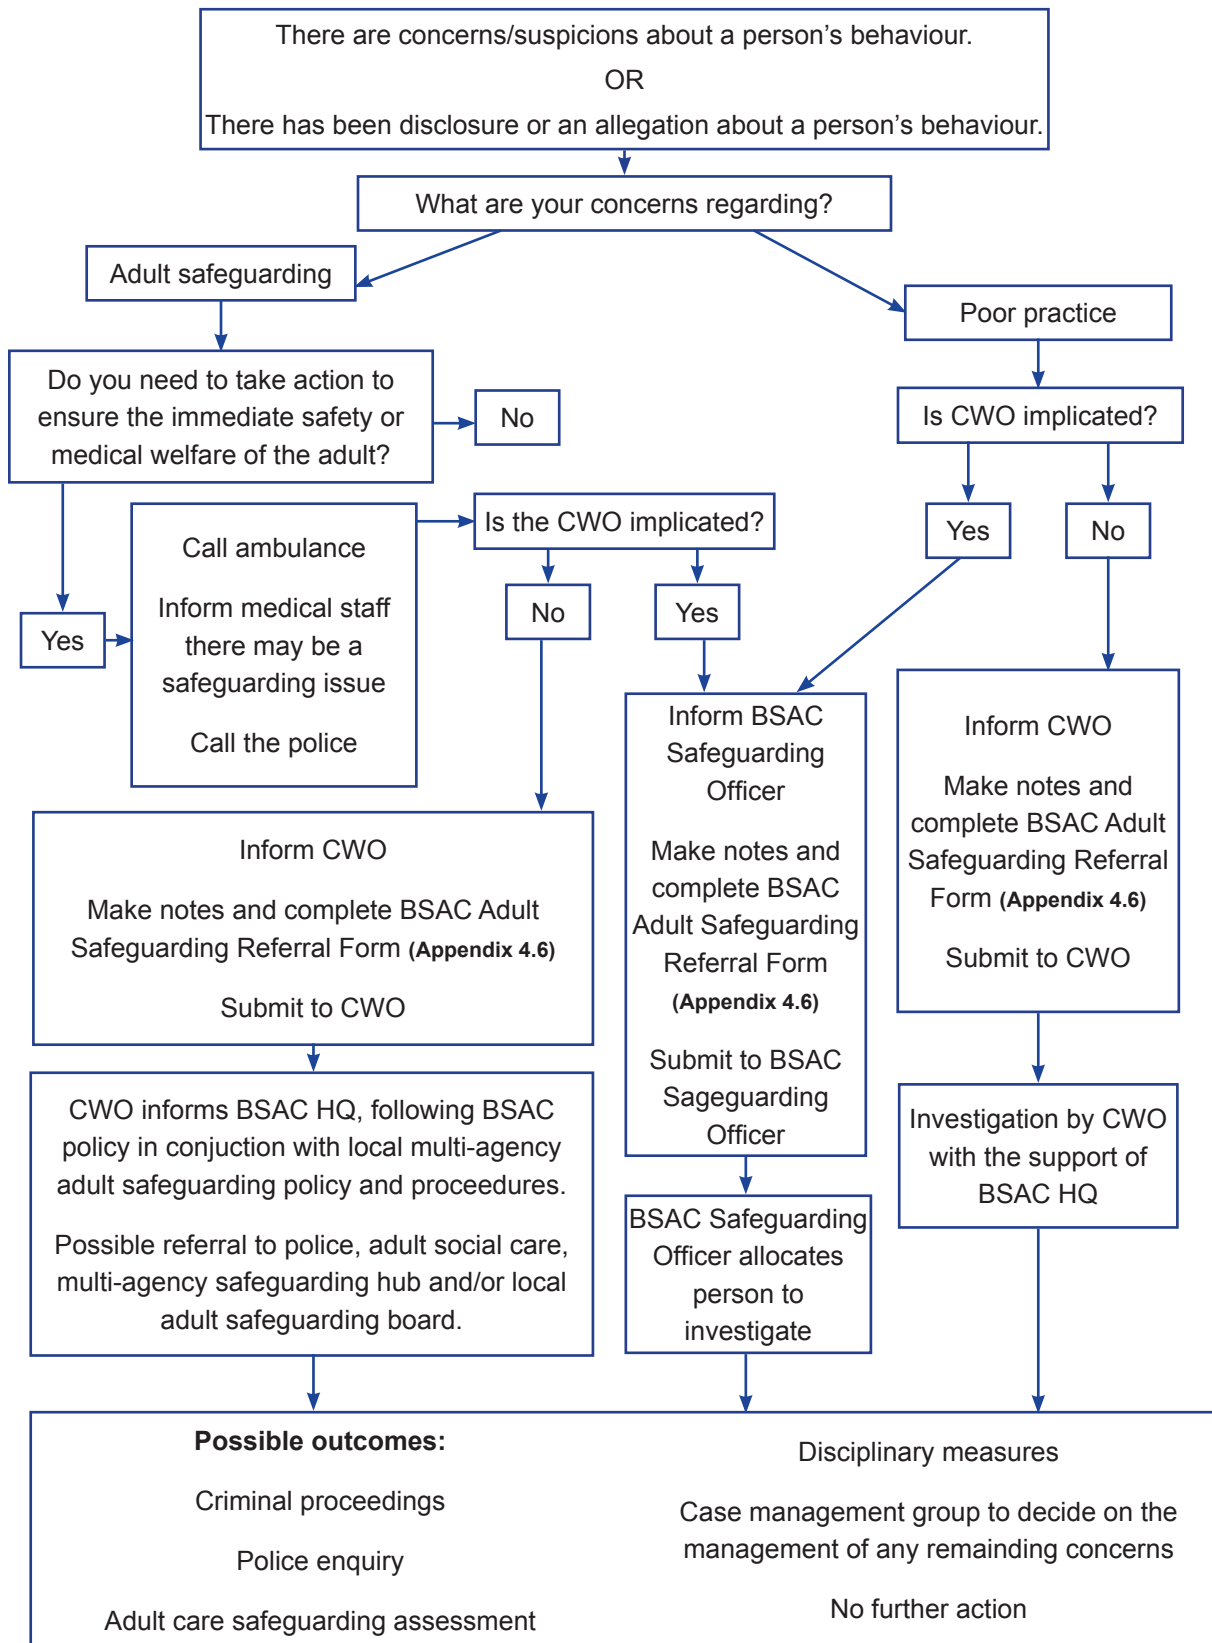 There are concerns/suspicions about a person’s behaviour.
OR
There has been disclosure or an allegation about a person’s behaviour.
What are your concerns regarding?
Adult safeguarding
Poor practice
Do you need to take action to
ensure the immediate safety or
medical welfare of the adult?
No
Is CWO implicated?
Yes
No
Call ambulance
Inform medical staff
there may be a
safeguarding issue
Call the police
Yes
Is the CWO implicated?
No
Yes
Inform CWO
Make notes and complete BSAC Adult
Safeguarding Referral Form (Appendix 4.6)
Submit to CWO
Inform BSAC
Safeguarding
Officer
Make notes and
complete BSAC
Adult Safeguarding
Referral Form
(Appendix 4.6)
Submit to BSAC
Sageguarding
Officer
Inform CWO
Make notes and
complete BSAC Adult
Safeguarding Referral
Form (Appendix 4.6)
Submit to CWO
CWO informs BSAC HQ, following BSAC
policy in conjuction with local multi-agency
adult safeguarding policy and proceedures.
Possible referral to police, adult social care,
multi-agency safeguarding hub and/or local
adult safeguarding board.
BSAC Safeguarding
Officer allocates
person to
investigate
Investigation by CWO
with the support of
BSAC HQ
Possible outcomes:
Criminal proceedings
Police enquiry
Adult care safeguarding assessment
Disciplinary measures
Case management group to decide on the
management of any remainding concerns
No further action